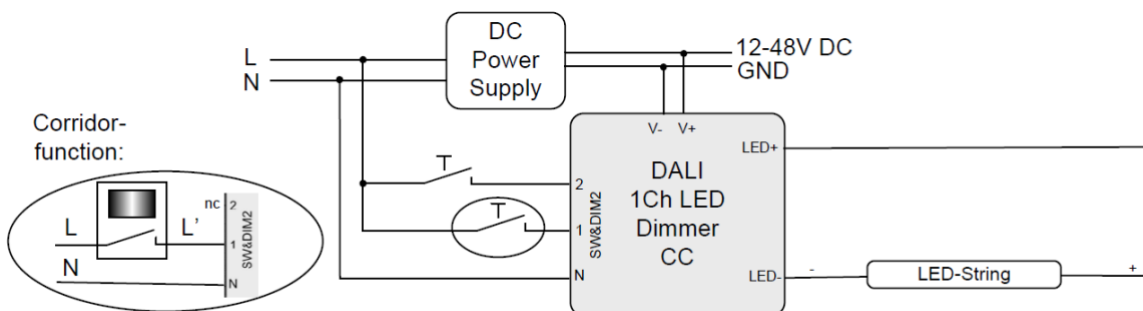 DC
Power
Supply
L
N
12-48V DC
GND
Corridor-
function:
nc
2
1
N
SW&DIM2
L
L’
N
T
T
V-
V+
LED+
2
1
N
SW&DIM2
DALI
1Ch LED
Dimmer
CC
LED-
-
LED-String
+